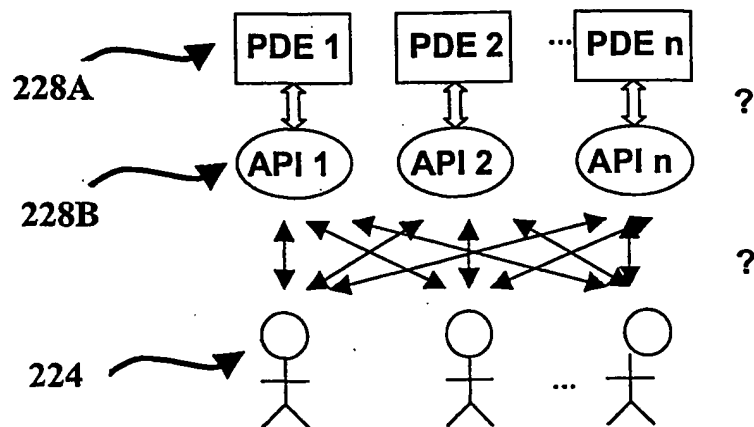 PDE 1 PDE 2 ... PDE n
228A
?
API 1 API 2 API n
228B
?
224
...